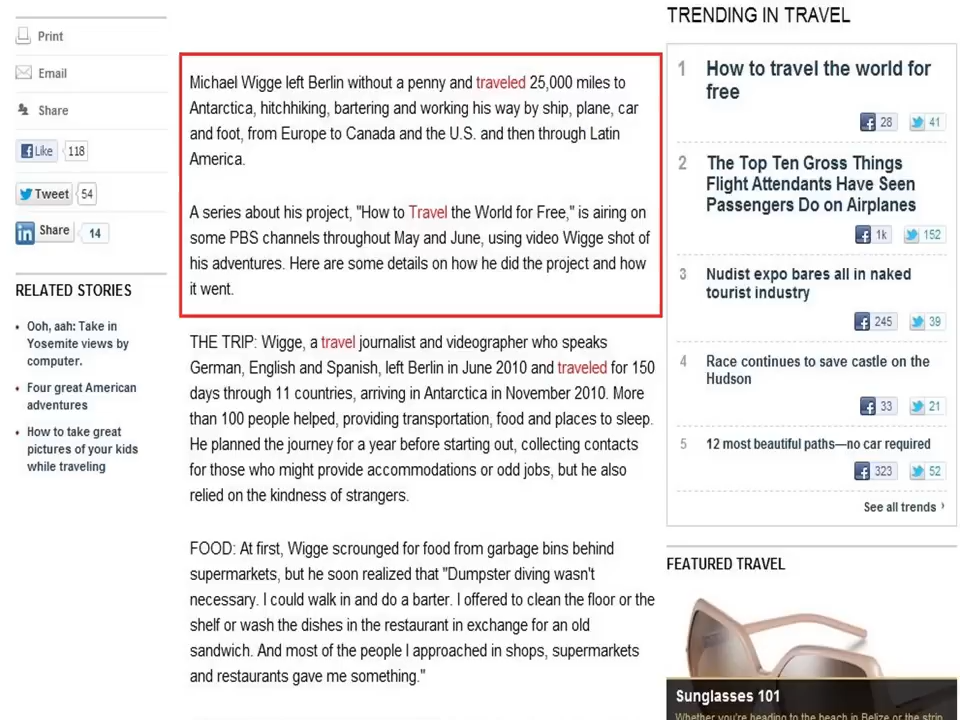 Print
Email
Share
Like 118
Tweet 54
in Share 14
RELATED STORIES
• Ooh, aah: Take in
Yosemite views by
computer.
• Four great American
adventures
• How to take great
pictures of your kids
while traveling
Michael Wigge left Berlin without a penny and traveled 25,000 miles to
Antarctica, hitchhiking, bartering and working his way by ship, plane, car
and foot, from Europe to Canada and the U.S. and then through Latin
America.
A series about his project, "How to Travel the World for Free," is airing on
some PBS channels throughout May and June, using video Wigge shot of
his adventures. Here are some details on how he did the project and how
it went.
THE TRIP: Wigge, a travel journalist and videographer who speaks
German, English and Spanish, left Berlin in June 2010 and traveled for 150
days through 11 countries, arriving in Antarctica in November 2010. More
than 100 people helped, providing transportation, food and places to sleep.
He planned the journey for a year before starting out, collecting contacts
for those who might provide accommodations or odd jobs, but he also
relied on the kindness of strangers.
FOOD: At first, Wigge scrounged for food from garbage bins behind
supermarkets, but he soon realized that "Dumpster diving wasn't
necessary. I could walk in and do a barter. I offered to clean the floor or the
shelf or wash the dishes in the restaurant in exchange for an old
sandwich. And most of the people I approached in shops, supermarkets
and restaurants gave me something."
TRENDING IN TRAVEL
1 How to travel the world for
free
28 41
2 The Top Ten Gross Things
Flight Attendants Have Seen
Passengers Do on Airplanes
1k 152
3 Nudist expo bares all in naked
tourist industry
245 39
4 Race continues to save castle on the
Hudson
33 21
5 12 most beautiful paths—no car required
323 52
See all trends ›
FEATURED TRAVEL
Sunglasses 101
Whether you're heading to the beach in Belize or the strip